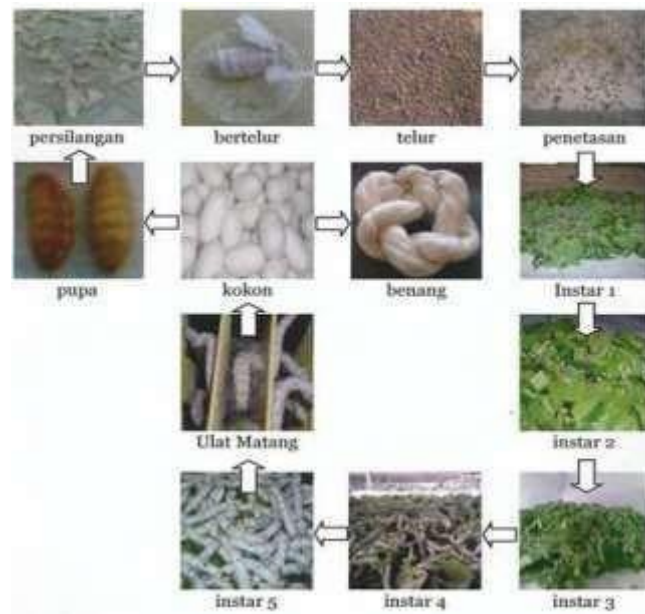 persilangan
bertelur
telur
penetasan
pupa
kokon
benang
Instar 1
Ulat Matang
instar 2
instar 5
instar 4
instar 3